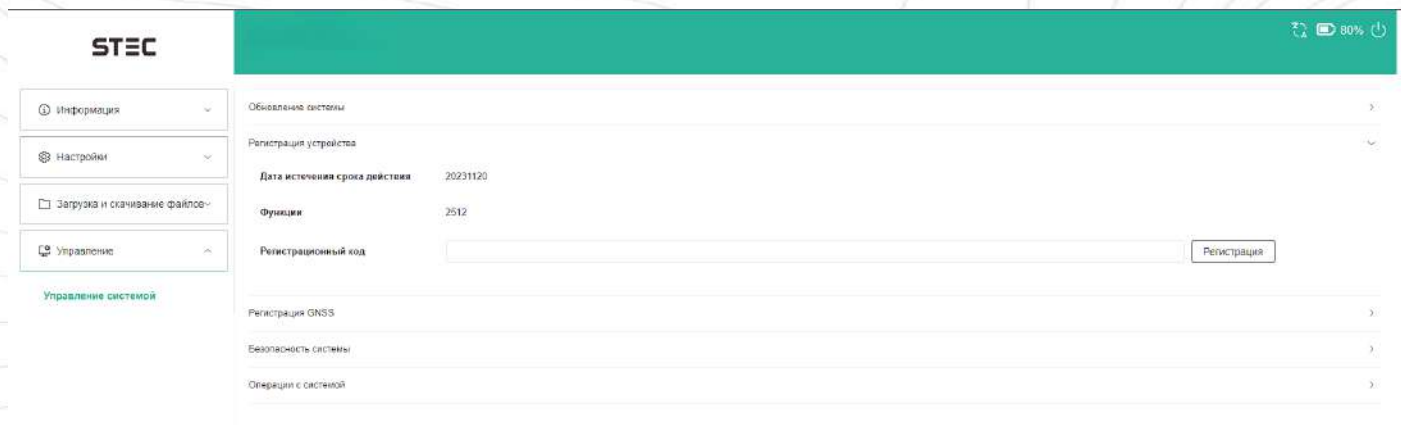 STEC
80%
Информация
Настройки
Загрузка и скачивание файлов
Управление
Управление системой
Обновление системы
Регистрация устройства
Дата истечения срока действия 20231120
Функции 2512
Регистрационный код Регистрация
Регистрация GNSS
Безопасность системы
Операции с системой